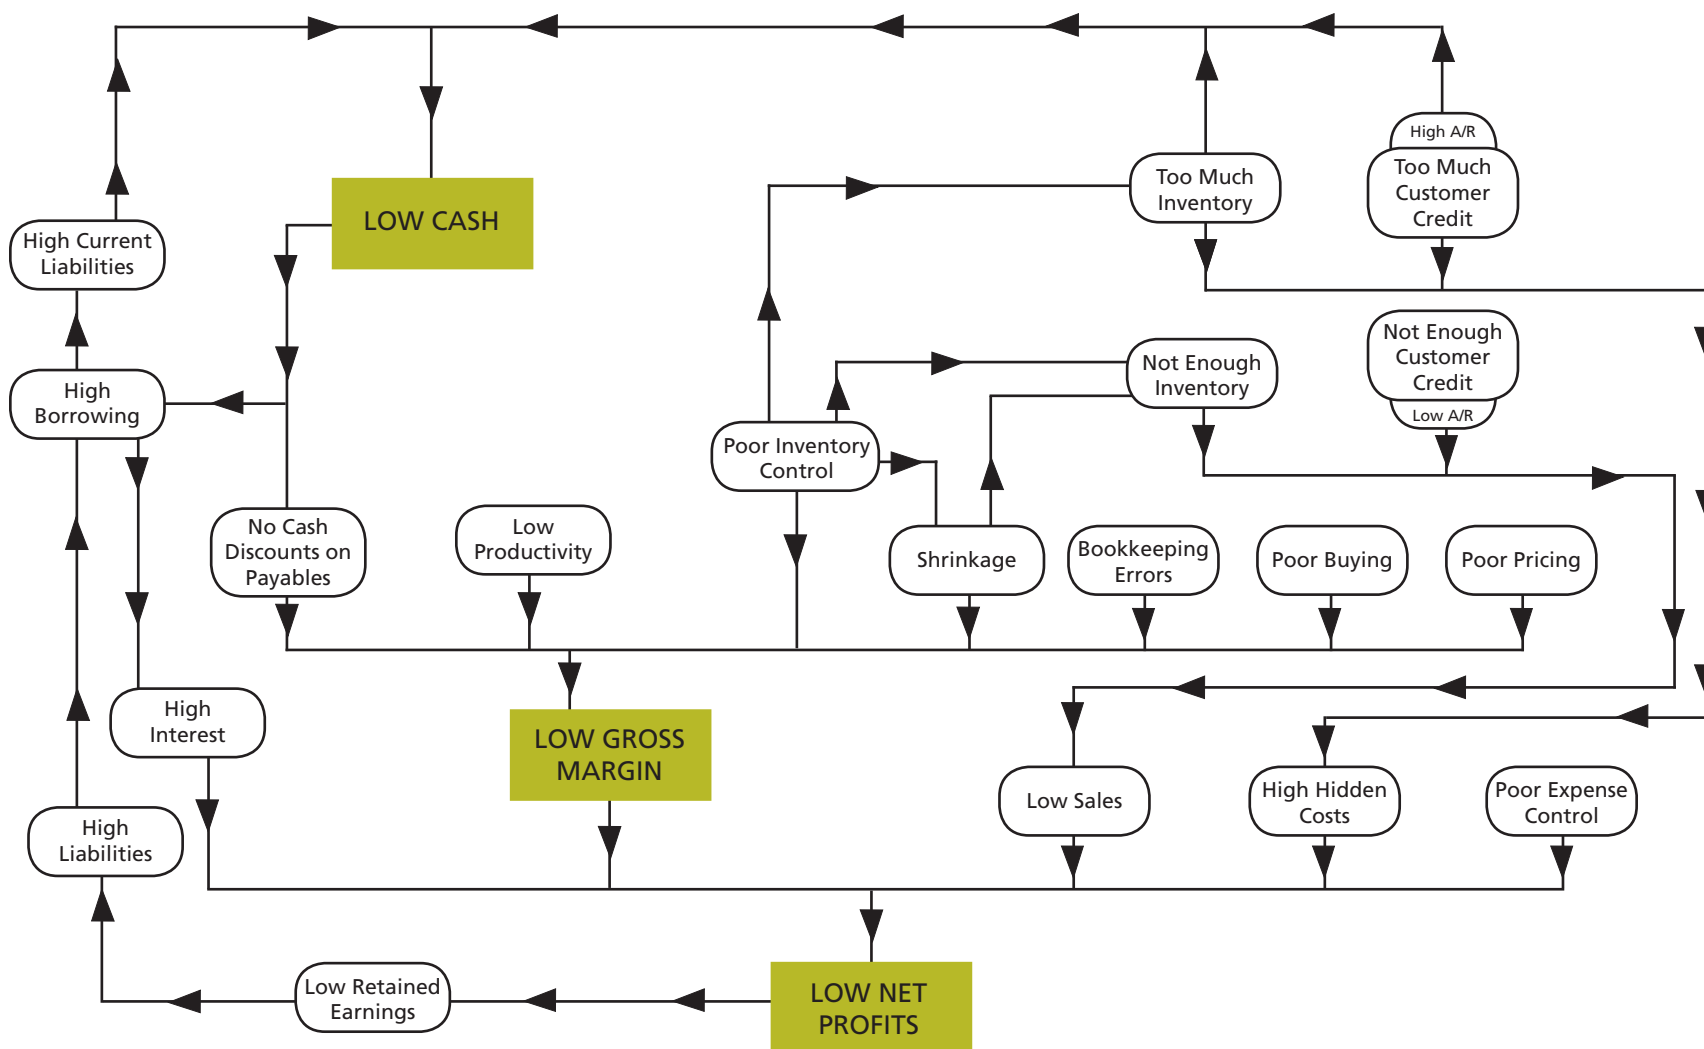 High A/R
Too Much
Customer
Credit
Too Much
Inventory
LOW CASH
High Current
Liabilities
Not Enough
Customer
Credit
Low A/R
Not Enough
Inventory
High
Borrowing
Poor Inventory
Control
No Cash
Discounts on
Payables
Low
Productivity
Shrinkage
Bookkeeping
Errors
Poor Buying
Poor Pricing
High
Interest
LOW GROSS
MARGIN
Low Sales
High Hidden
Costs
Poor Expense
Control
High
Liabilities
Low Retained
Earnings
LOW NET
PROFITS